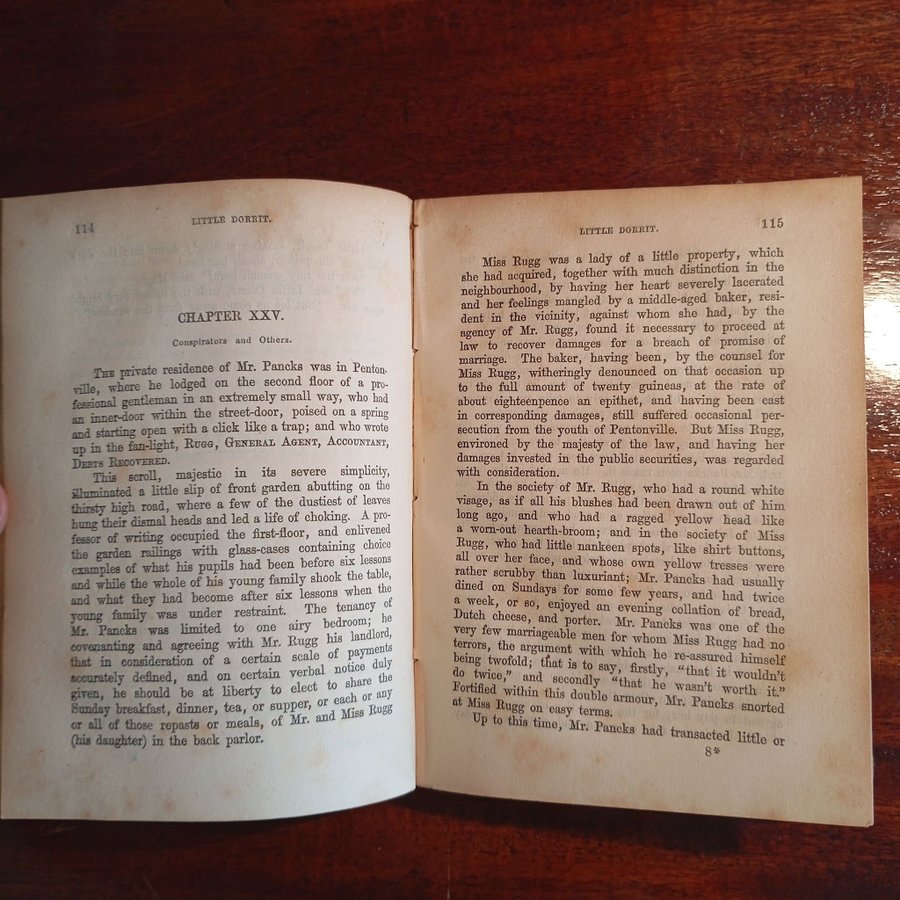 114
LITTLE DORRIT.
CHAPTER XXV.
Conspirators and Others.
THE private residence of Mr. Pancks was in Penton-
ville, where he lodged on the second floor of a pro-
fessional gentleman in an extremely small way, who had
an inner-door within the street-door, poised on a spring
and starting open with a click like a trap; and who wrote
up in the fan-light, RUGG, GENERAL AGENT, ACCOUNTANT,
DEBTS RECOVERED.
This scroll, majestic in its severe simplicity,
illuminated a little slip of front garden abutting on the
thirsty high road, where a few of the dustiest of leaves
hung their dismal heads and led a life of choking. A pro-
fessor of writing occupied the first-floor, and enlivened
the garden railings with glass-cases containing choice
examples of what his pupils had been before six lessons
and while the whole of his young family shook the table,
and what they had become after six lessons when the
young family was under restraint. The tenancy of
Mr. Pancks was limited to one airy bedroom; he
covenanting and agreeing with Mr. Rugg his landlord,
that in consideration of a certain scale of payments
accurately defined, and on certain verbal notice duly
given, he should be at liberty to elect to share the
Sunday breakfast, dinner, tea, or supper, or each or any
or all of those repasts or meals, of Mr. and Miss Rugg
(his daughter) in the back parlor.
LITTLE DORRIT.
115
Miss Rugg was a lady of a little property, which
she had acquired, together with much distinction in the
neighbourhood, by having her heart severely lacerated
and her feelings mangled by a middle-aged baker, resi-
dent in the vicinity, against whom she had, by the
agency of Mr. Rugg, found it necessary to proceed at
law to recover damages for a breach of promise of
marriage. The baker, having been, by the counsel for
Miss Rugg, witheringly denounced on that occasion up
to the full amount of twenty guineas, at the rate of
about eighteenpence an epithet, and having been cast
in corresponding damages, still suffered occasional per-
secution from the youth of Pentonville. But Miss Rugg,
environed by the majesty of the law, and having her
damages invested in the public securities, was regarded
with consideration.
In the society of Mr. Rugg, who had a round white
visage, as if all his blushes had been drawn out of him
long ago, and who had a ragged yellow head like
a worn-out hearth-broom; and in the society of Miss
Rugg, who had little nankeen spots, like shirt buttons,
all over her face, and whose own yellow tresses were
rather scrubby than luxuriant; Mr. Pancks had usually
dined on Sundays for some few years, and had twice
a week, or so, enjoyed an evening collation of bread,
Dutch cheese, and porter. Mr. Pancks was one of the
very few marriageable men for whom Miss Rugg had no
terrors, the argument with which he re-assured himself
being twofold; that is to say, firstly, “that it wouldn’t
do twice,” and secondly “that he wasn’t worth it.”
Fortified within this double armour, Mr. Pancks snorted
at Miss Rugg on easy terms.
Up to this time, Mr. Pancks had transacted little or
8*